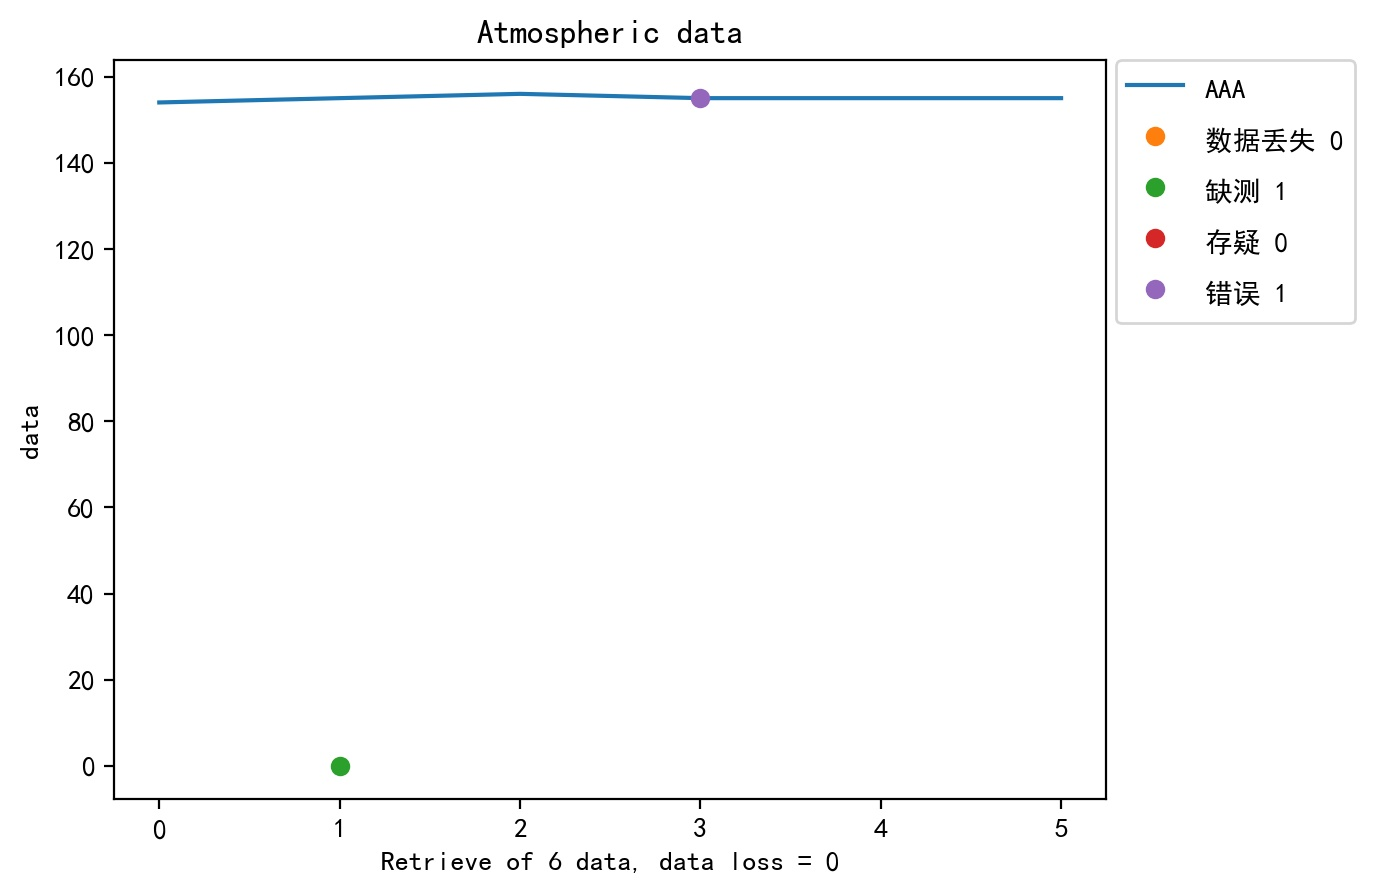 Atmospheric data
160
140
120
100
80
60
40
20
0
data
0 1 2 3 4 5
Retrieve of 6 data, data loss = 0
AAA
数据丢失 0
缺测 1
存疑 0
错误 1